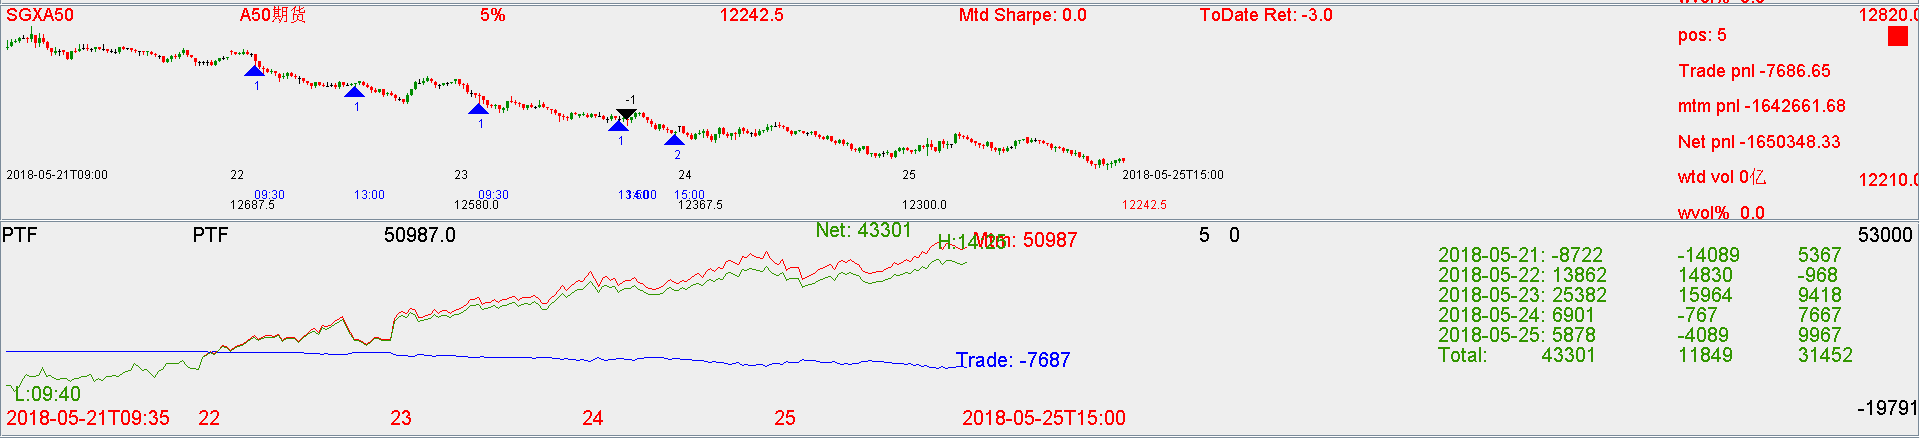 wvol% 0.0
SGXA50 A50期货 5% 12242.5 Mtd Sharpe: 0.0 ToDate Ret: -3.0 12820.0
pos: 5
Trade pnl -7686.65
mtm pnl -1642661.68
Net pnl -1650348.33
wtd vol 0亿 12210.0
wvol% 0.0
-1
1
1
1
1
2
2018-05-21T09:00 22 23 24 25 2018-05-25T15:00
09:30 13:00 09:30 15:00
12687.5 12580.0 12367.5 12300.0 12242.5
PTF PTF 50987.0 Net: 43301 H:14:25 Mtm: 50987 5 0 53000
2018-05-21: -8722 -14089 5367
2018-05-22: 13862 14830 -968
2018-05-23: 25382 15964 9418
2018-05-24: 6901 -767 7667
2018-05-25: 5878 -4089 9967
Total: 43301 11849 31452
Trade: -7687
L:09:40
-19791
2018-05-21T09:35 22 23 24 25 2018-05-25T15:00